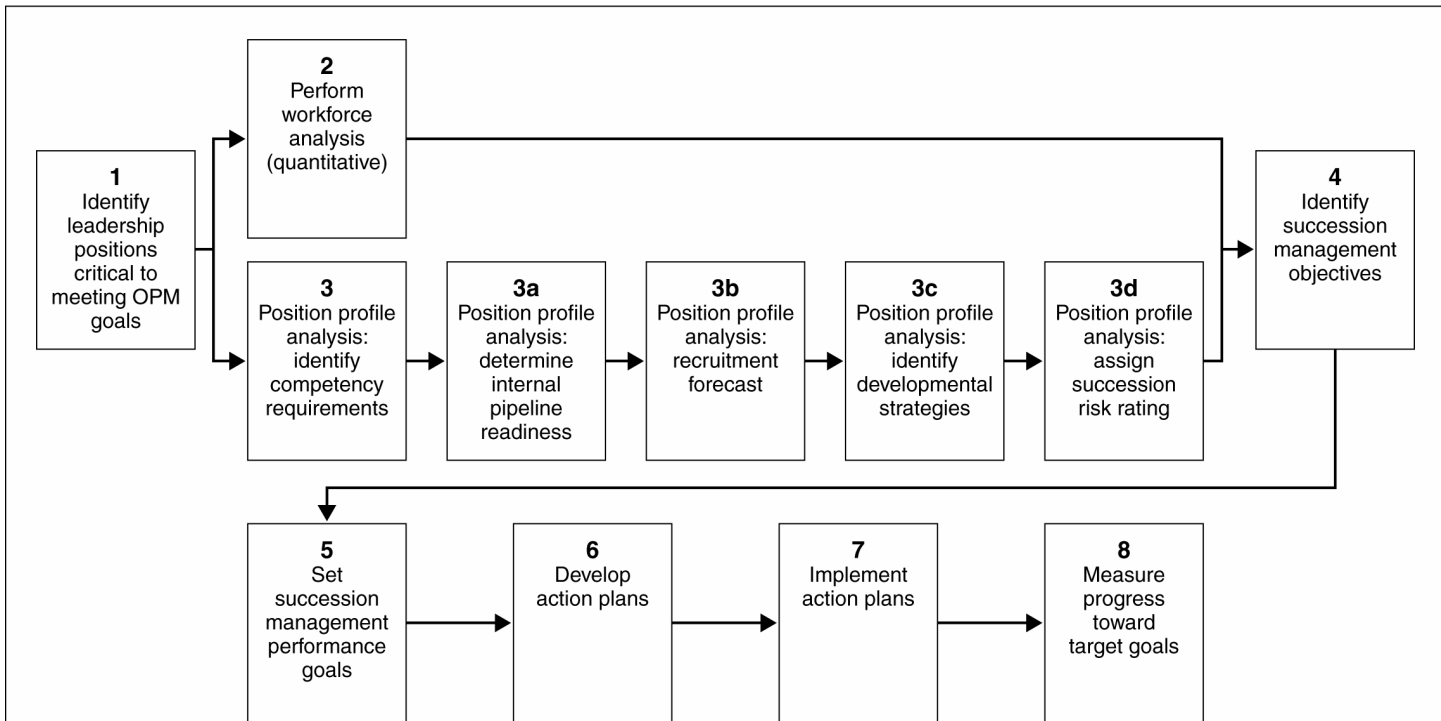 2
Perform
workforce
analysis
(quantitative)
1
Identify
leadership
positions
critical to
meeting OPM
goals
4
Identify
succession
management
objectives
3
Position profile
analysis:
identify
competency
requirements
3a
Position profile
analysis:
determine
internal
pipeline
readiness
3b
Position profile
analysis:
recruitment
forecast
3c
Position profile
analysis:
identify
developmental
strategies
3d
Position profile
analysis:
assign
succession
risk rating
5
Set
succession
management
performance
goals
6
Develop
action plans
7
Implement
action plans
8
Measure
progress
toward
target goals